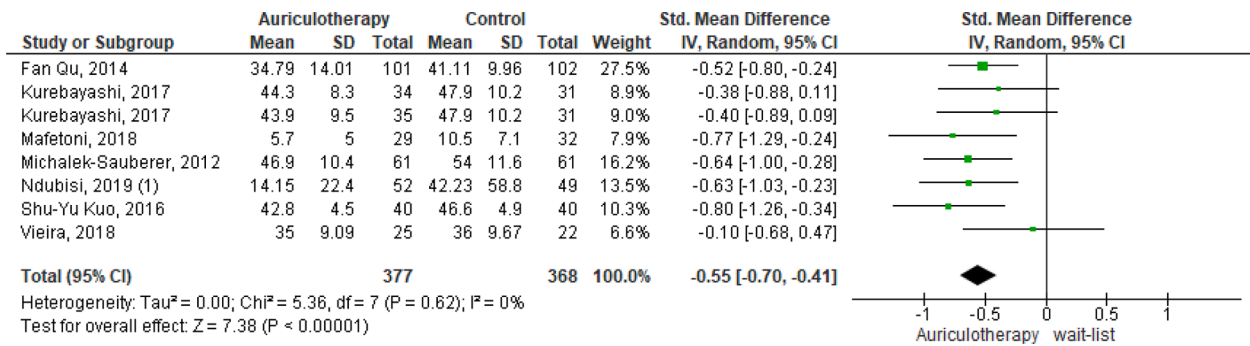 Auriculotherapy Control Std. Mean Difference Std. Mean Difference
Study or Subgroup Mean SD Total Mean SD Total Weight IV, Random, 95% CI IV, Random, 95% CI
Fan Qu, 2014 34.79 14.01 101 41.11 9.96 102 27.5% -0.52 [-0.80, -0.24]
Kurebayashi, 2017 44.3 8.3 34 47.9 10.2 31 8.9% -0.38 [-0.88, 0.11]
Kurebayashi, 2017 43.9 9.5 35 47.9 10.2 31 9.0% -0.40 [-0.89, 0.09]
Mafetoni, 2018 5.7 5 29 10.5 7.1 32 7.9% -0.77 [-1.29, -0.24]
Michalek-Sauberer, 2012 46.9 10.4 61 54 11.6 61 16.2% -0.64 [-1.00, -0.28]
Ndubisi, 2019 (1) 14.15 22.4 52 42.23 58.8 49 13.5% -0.63 [-1.03, -0.23]
Shu-Yu Kuo, 2016 42.8 4.5 40 46.6 4.9 40 10.3% -0.80 [-1.26, -0.34]
Vieira, 2018 35 9.09 25 36 9.67 22 6.6% -0.10 [-0.68, 0.47]
Total (95% CI) 377 368 100.0% -0.55 [-0.70, -0.41]
Heterogeneity: Tau² = 0.00; Chi² = 5.36, df = 7 (P = 0.62); I² = 0%
Test for overall effect: Z = 7.38 (P < 0.00001)
-1 -0.5 0 0.5 1
Auriculotherapy wait-list